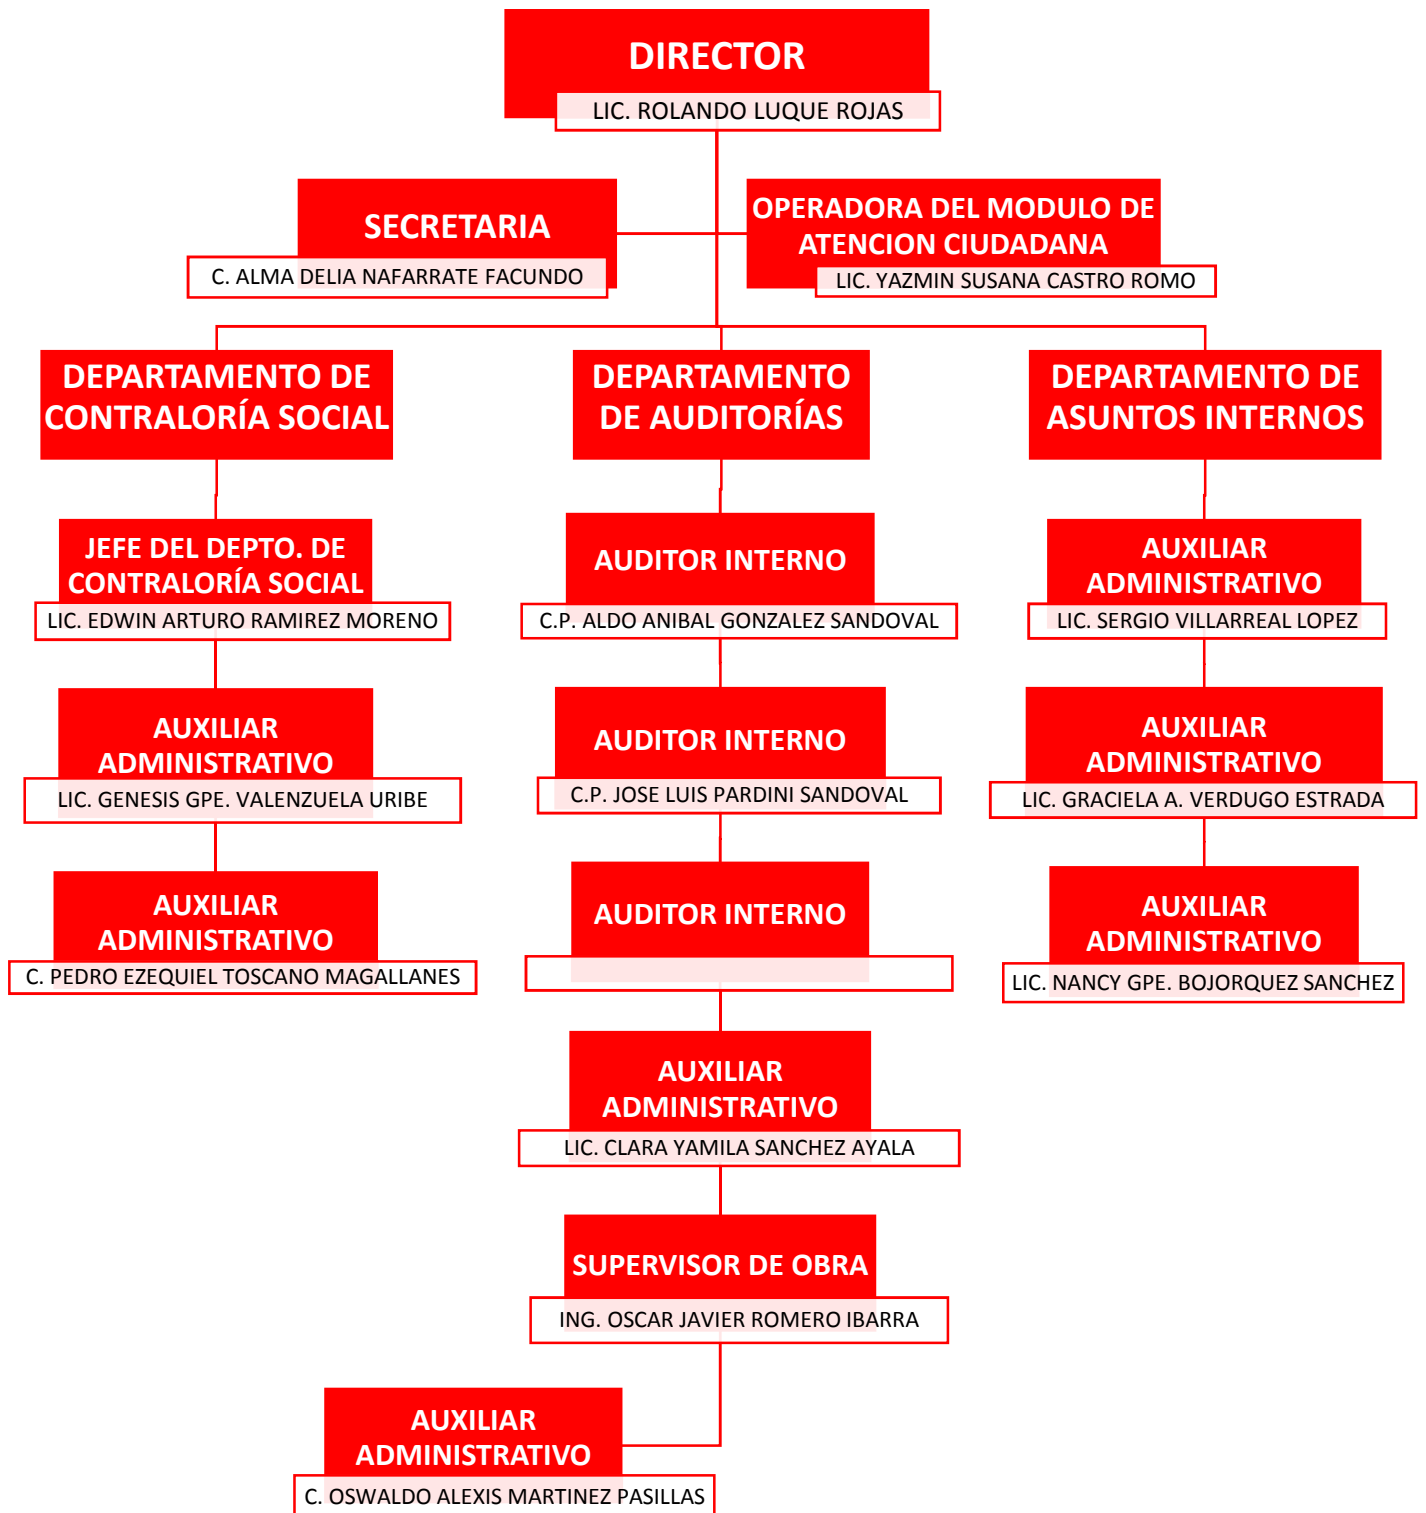 DIRECTOR
LIC. ROLANDO LUQUE ROJAS
SECRETARIA
C. ALMA DELIA NAFARRATE FACUNDO
OPERADORA DEL MODULO DE
ATENCION CIUDADANA
LIC. YAZMIN SUSANA CASTRO ROMO
DEPARTAMENTO DE
CONTRALORÍA SOCIAL
JEFE DEL DEPTO. DE
CONTRALORÍA SOCIAL
LIC. EDWIN ARTURO RAMIREZ MORENO
AUXILIAR
ADMINISTRATIVO
LIC. GENESIS GPE. VALENZUELA URIBE
AUXILIAR
ADMINISTRATIVO
C. PEDRO EZEQUIEL TOSCANO MAGALLANES
DEPARTAMENTO
DE AUDITORÍAS
AUDITOR INTERNO
C.P. ALDO ANIBAL GONZALEZ SANDOVAL
AUDITOR INTERNO
C.P. JOSE LUIS PARDINI SANDOVAL
AUDITOR INTERNO
AUXILIAR
ADMINISTRATIVO
LIC. CLARA YAMILA SANCHEZ AYALA
SUPERVISOR DE OBRA
ING. OSCAR JAVIER ROMERO IBARRA
AUXILIAR
ADMINISTRATIVO
C. OSWALDO ALEXIS MARTINEZ PASILLAS
DEPARTAMENTO DE
ASUNTOS INTERNOS
AUXILIAR
ADMINISTRATIVO
LIC. SERGIO VILLARREAL LOPEZ
AUXILIAR
ADMINISTRATIVO
LIC. GRACIELA A. VERDUGO ESTRADA
AUXILIAR
ADMINISTRATIVO
LIC. NANCY GPE. BOJORQUEZ SANCHEZ